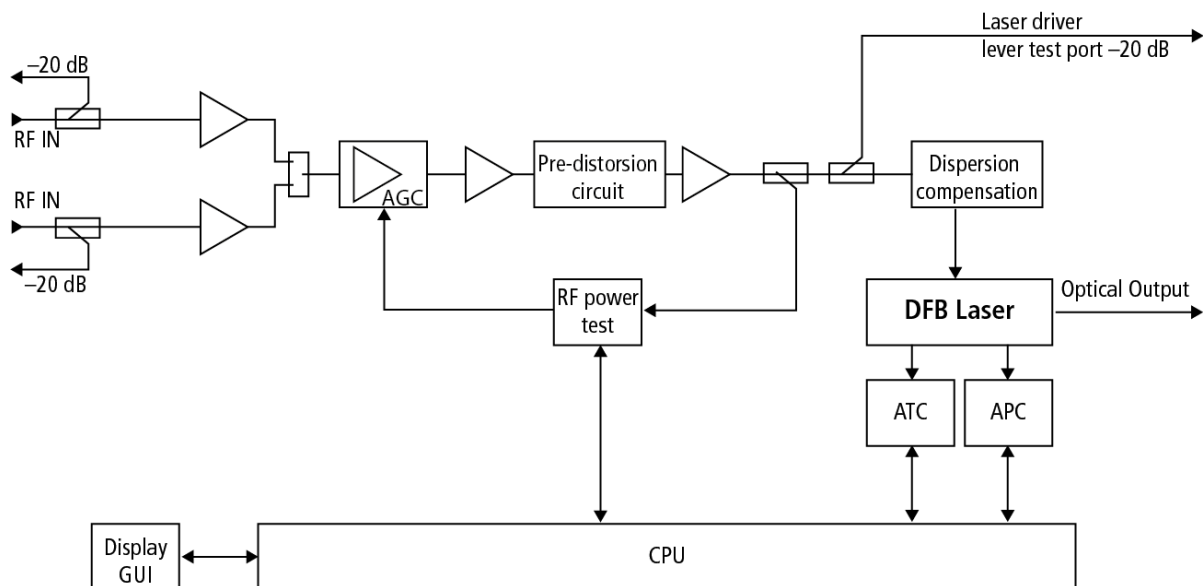 Laser driver
lever test port –20 dB
–20 dB
RF IN
Pre-distorsion
circuit
Dispersion
compensation
AGC
RF IN
–20 dB
RF power
test
DFB Laser
Optical Output
ATC
APC
Display
GUI
CPU